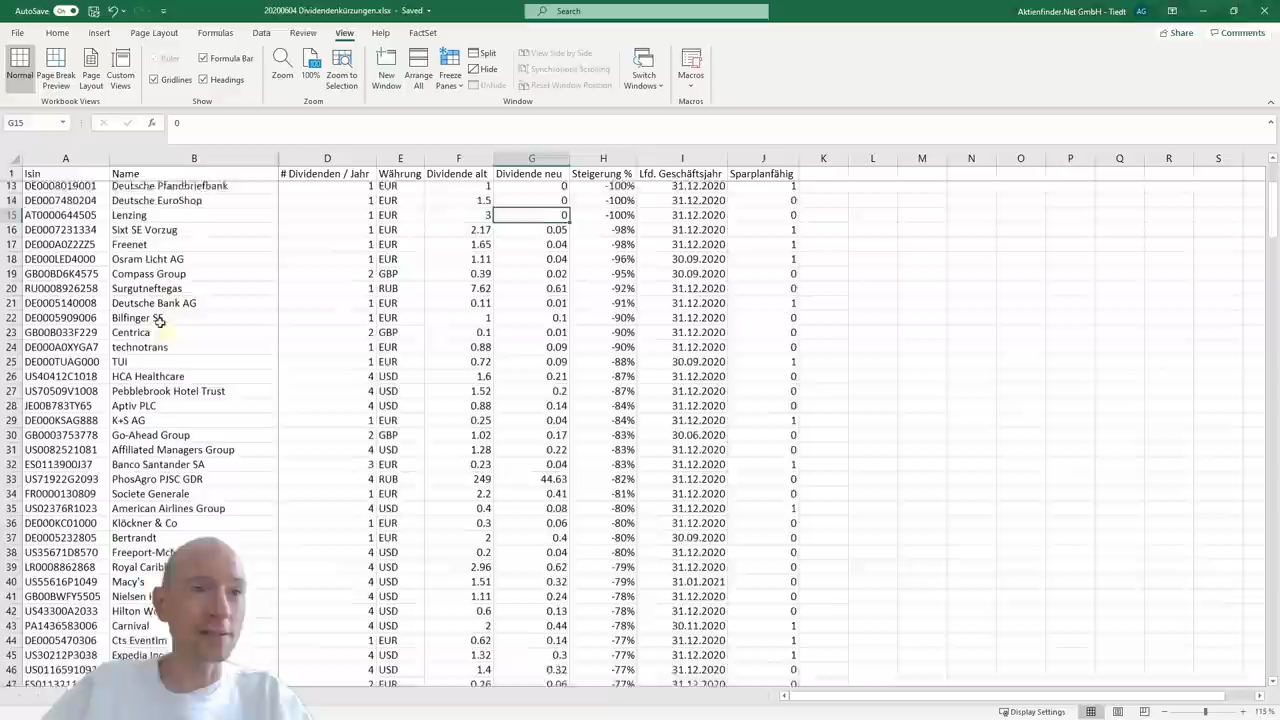 AutoSave On 20200604 Dividendenkürzungen.xlsx - Saved Search Aktienfinder.Net GmbH - Tiedt AG
File Home Insert Page Layout Formulas Data Review View Help FactSet Share Comments
Normal Page Break Preview Page Layout Custom Views Ruler Formula Bar Gridlines Headings Zoom 100% Zoom to Selection New Window Arrange All Freeze Panes Split Hide Unhide View Side by Side Synchronous Scrolling Reset Window Position Switch Windows Macros
Workbook Views Show Zoom Window Macros
G15 0
A B D E F G H I J K L M N O P Q R S
1 Isin Name # Dividenden / Jahr Währung Dividende alt Dividende neu Steigerung % Lfd. Geschäftsjahr Sparplanfähig
13 DE0008019001 Deutsche Pfandbriefbank 1 EUR 1 0 -100% 31.12.2020 0
14 DE0007480204 Deutsche EuroShop 1 EUR 1.5 0 -100% 31.12.2020 0
15 AT0000644505 Lenzing 1 EUR 3 0 -100% 31.12.2020 0
16 DE0007231334 Sixt SE Vorzug 1 EUR 2.17 0.05 -98% 31.12.2020 1
17 DE000A0Z2ZZ5 Freenet 1 EUR 1.65 0.04 -98% 31.12.2020 1
18 DE000LED4000 Osram Licht AG 1 EUR 1.11 0.04 -96% 30.09.2020 1
19 GB00BD6K4575 Compass Group 2 GBP 0.39 0.02 -95% 30.09.2020 0
20 RU0008926258 Surgutneftegas 1 RUB 7.62 0.61 -92% 31.12.2020 0
21 DE0005140008 Deutsche Bank AG 1 EUR 0.11 0.01 -91% 31.12.2020 1
22 DE0005909006 Bilfinger SE 1 EUR 1 0.1 -90% 31.12.2020 0
23 GB00B033F229 Centrica 2 GBP 0.1 0.01 -90% 31.12.2020 0
24 DE000A0XYGA7 technotrans 1 EUR 0.88 0.09 -90% 31.12.2020 0
25 DE000TUAG000 TUI 1 EUR 0.72 0.09 -88% 30.09.2020 1
26 US40412C1018 HCA Healthcare 4 USD 1.6 0.21 -87% 31.12.2020 0
27 US70509V1008 Pebblebrook Hotel Trust 4 USD 1.52 0.2 -87% 31.12.2020 0
28 JE00B783TY65 Aptiv PLC 4 USD 0.88 0.14 -84% 31.12.2020 0
29 DE000KSAG888 K+S AG 1 EUR 0.25 0.04 -84% 31.12.2020 1
30 GB0003753778 Go-Ahead Group 2 GBP 1.02 0.17 -83% 30.06.2020 0
31 US0082521081 Affiliated Managers Group 4 USD 1.28 0.22 -83% 31.12.2020 0
32 ES0113900J37 Banco Santander SA 3 EUR 0.23 0.04 -83% 31.12.2020 1
33 US71922G2093 PhosAgro PJSC GDR 4 RUB 249 44.63 -82% 31.12.2020 0
34 FR0000130809 Societe Generale 1 EUR 2.2 0.41 -81% 31.12.2020 0
35 US02376R1023 American Airlines Group 4 USD 0.4 0.08 -80% 31.12.2020 1
36 DE000KC01000 Klöckner & Co 1 EUR 0.3 0.06 -80% 31.12.2020 0
37 DE0005232805 Bertrandt 1 EUR 2 0.4 -80% 30.09.2020 0
38 US35671D8570 Freeport-McM 4 USD 0.2 0.04 -80% 31.12.2020 0
39 LR0008862868 Royal Carib 4 USD 2.96 0.62 -79% 31.12.2020 0
40 US55616P1049 Macy's 4 USD 1.51 0.32 -78% 31.01.2021 0
41 GB00BWFY5505 Nielsen 4 USD 1.11 0.24 -78% 31.12.2020 0
42 US43300A2033 Hilton Wo 4 USD 0.6 0.13 -78% 31.12.2020 0
43 PA1436583006 Carnival 4 USD 2 0.44 -78% 30.11.2020 1
44 DE0005470306 Cts Eventim 1 EUR 0.62 0.14 -77% 31.12.2020 0
45 US30212P3038 Expedia Inc 4 USD 1.32 0.3 -77% 31.12.2020 1
46 US0116591092 4 USD 1.4 0.32 -77% 31.12.2020 0
47 2 EUR 0.26 0.06 -77% 31.12.2020 0
Display Settings 115 %